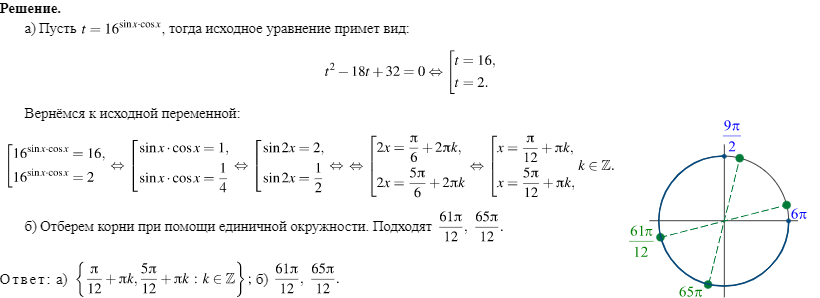 Решение.
а) Пусть $t = 16^{\sin x \cdot \cos x}$, тогда исходное уравнение примет вид:
$t^2 - 18t + 32 = 0 \Leftrightarrow \left[\begin{array}{l} t = 16, \\ t = 2. \end{array}\right.$
Вернёмся к исходной переменной:
$\left[\begin{array}{l} 16^{\sin x \cdot \cos x} = 16, \\ 16^{\sin x \cdot \cos x} = 2 \end{array}\right. \Leftrightarrow \left[\begin{array}{l} \sin x \cdot \cos x = 1, \\ \sin x \cdot \cos x = \frac{1}{4} \end{array}\right. \Leftrightarrow \left[\begin{array}{l} \sin 2x = 2, \\ \sin 2x = \frac{1}{2} \end{array}\right. \Leftrightarrow \Leftrightarrow \left[\begin{array}{l} 2x = \frac{\pi}{6} + 2\pi k, \\ 2x = \frac{5\pi}{6} + 2\pi k \end{array}\right. \Leftrightarrow \left[\begin{array}{l} x = \frac{\pi}{12} + \pi k, \\ x = \frac{5\pi}{12} + \pi k, \end{array}\right. k \in \mathbb{Z}.$
б) Отберем корни при помощи единичной окружности. Подходят $\frac{61\pi}{12}$, $\frac{65\pi}{12}$.
Ответ: а) $\left\{ \frac{\pi}{12} + \pi k, \frac{5\pi}{12} + \pi k : k \in \mathbb{Z} \right\}$; б) $\frac{61\pi}{12}$, $\frac{65\pi}{12}$.
$\frac{9\pi}{2}$
$6\pi$
$\frac{61\pi}{12}$
$65\pi$